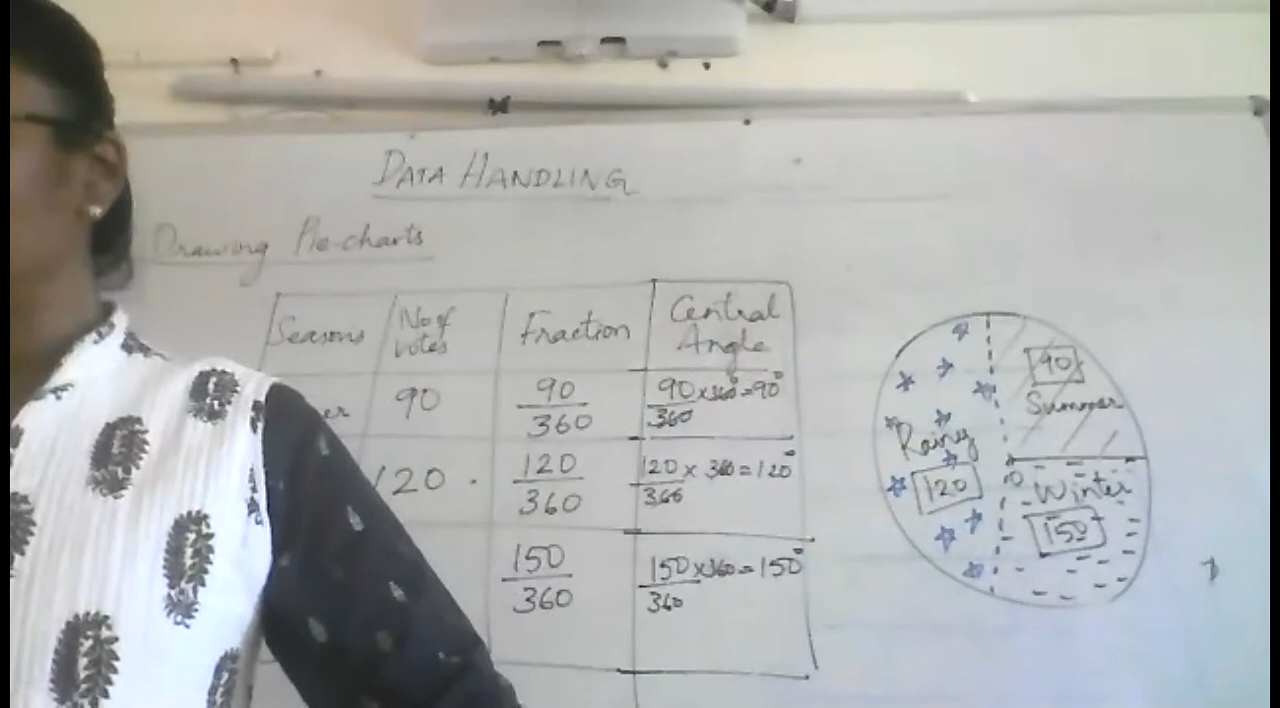 DATA HANDLING
Drawing Pie-charts
Seasons No of votes Fraction Central Angle
er 90 90/360 90/360 x 360° = 90°
120 120/360 120/360 x 360 = 120°
150/360 150/360 x 360 = 150°
90
Summer
Rainy
120
O
Winter
150